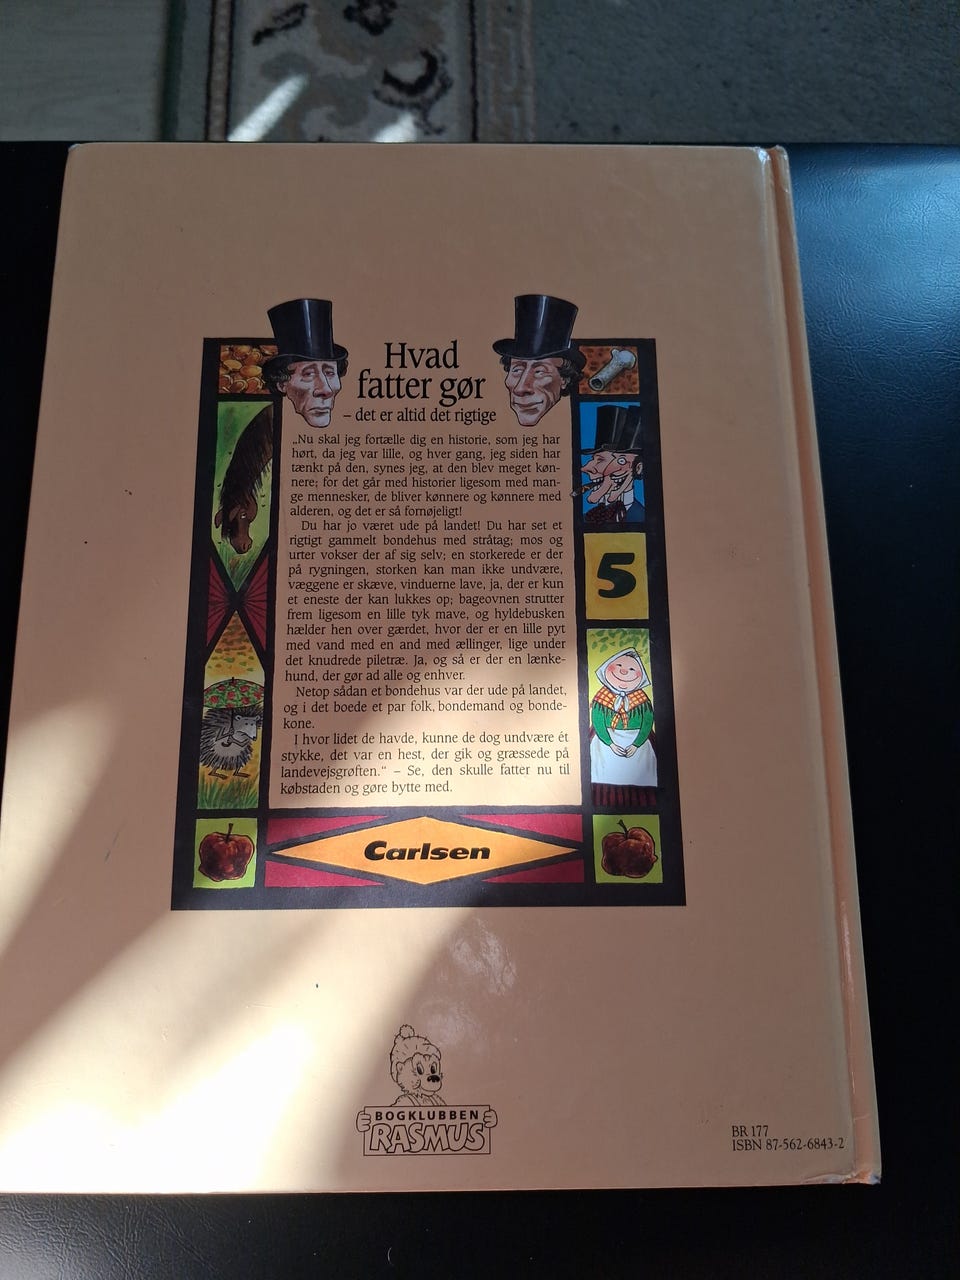 Hvad
fatter gør
– det er altid det rigtige
„Nu skal jeg fortælle dig en historie, som jeg har
hørt, da jeg var lille, og hver gang, jeg siden har
tænkt på den, synes jeg, at den blev meget køn-
nere; for det går med historier ligesom med man-
ge mennesker, de bliver kønnere og kønnere med
alderen, og det er så fornøjeligt!
Du har jo været ude på landet! Du har set et
rigtigt gammelt bondehus med stråtag; mos og
urter vokser der af sig selv; en storkerede er der
på rygningen, storken kan man ikke undvære,
væggene er skæve, vinduerne lave, ja, der er kun
et eneste der kan lukkes op; bageovnen strutter
frem ligesom en lille tyk mave, og hyldebusken
hælder hen over gærdet, hvor der er en lille pyt
med vand med en and med ællinger, lige under
det knudrede piletræ. Ja, og så er der en lænke-
hund, der gør ad alle og enhver.
Netop sådan et bondehus var der ude på landet,
og i det boede et par folk, bondemand og bonde-
kone.
I hvor lidet de havde, kunne de dog undvære ét
stykke, det var en hest, der gik og græssede på
landevejsgrøften.“ – Se, den skulle fatter nu til
købstaden og gøre bytte med.
5
Carlsen
BOGKLUBBEN
RASMUS
BR 177
ISBN 87-562-6843-2